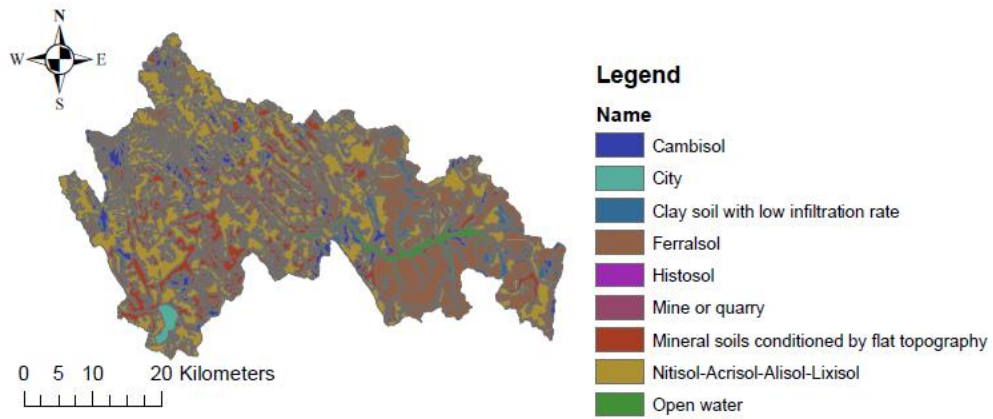 N
W E
S
Legend
Name
Cambisol
City
Clay soil with low infiltration rate
Ferralsol
Histosol
Mine or quarry
Mineral soils conditioned by flat topography
Nitisol-Acrisol-Alisol-Lixisol
Open water
0 5 10 20 Kilometers